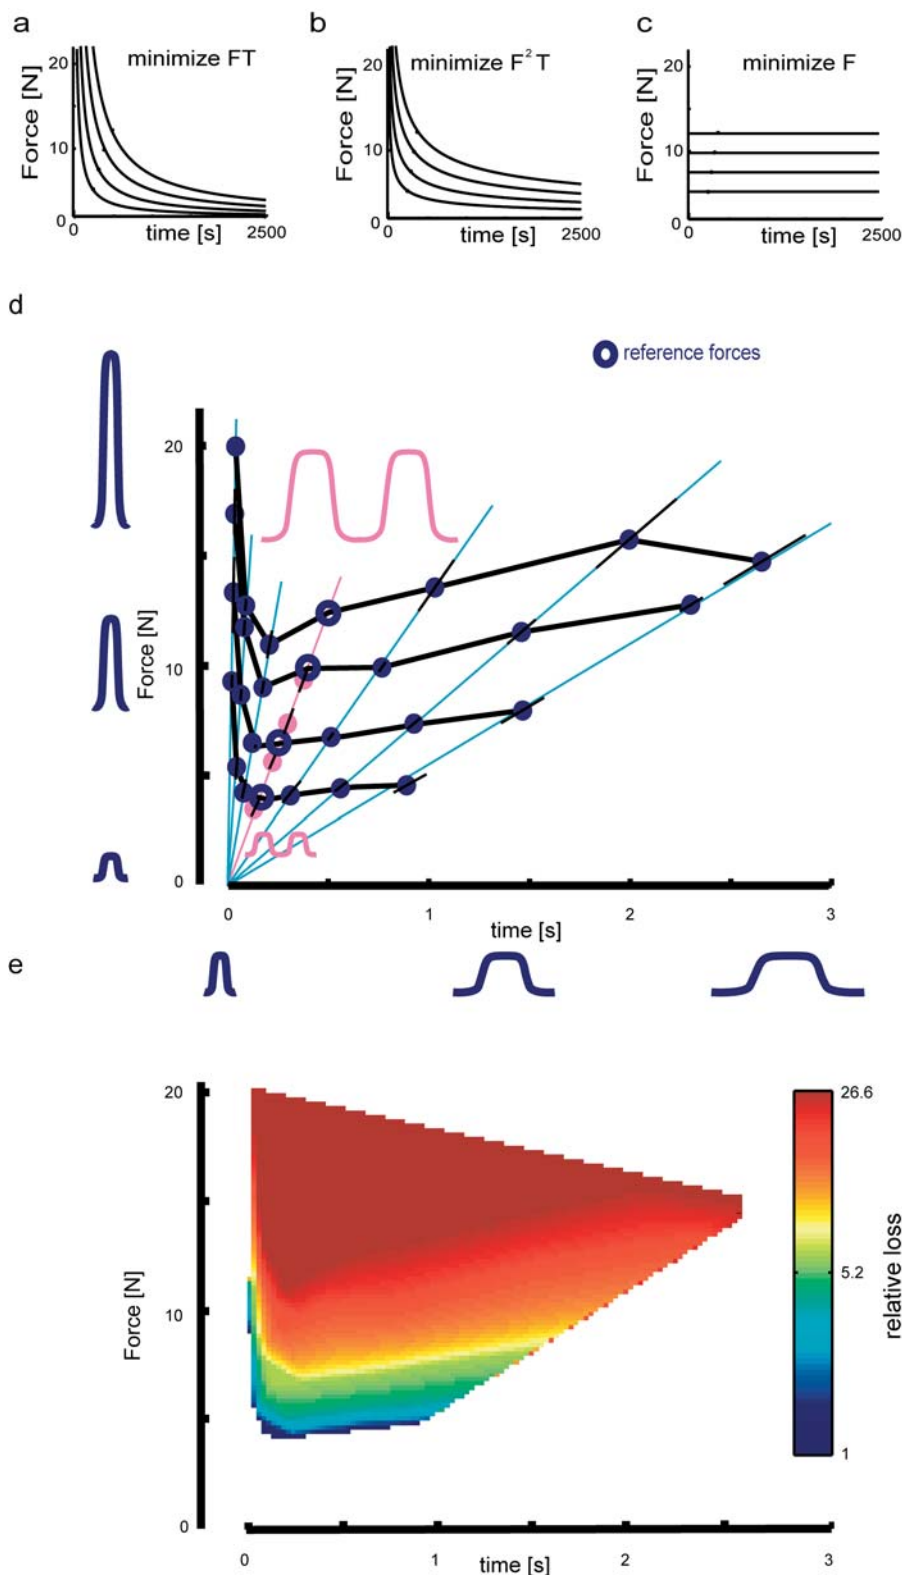 a
minimize FT
Force [N]
20
10
0
0
2500
time [s]
b
minimize F²T
Force [N]
20
10
0
0
2500
time [s]
c
minimize F
Force [N]
20
10
0
0
2500
time [s]
d
reference forces
20
10
0
Force [N]
0
1
2
3
time [s]
e
20
10
0
Force [N]
0
1
2
3
time [s]
26.6
5.2
1
relative loss